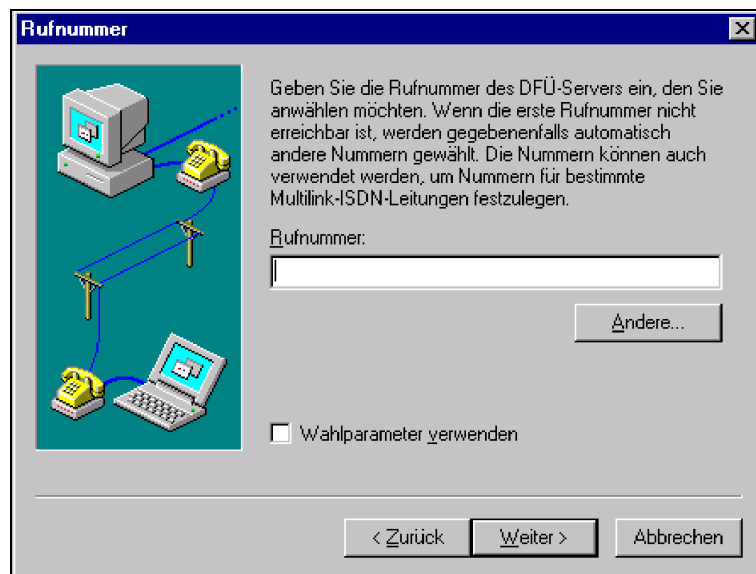 Rufnummer
Geben Sie die Rufnummer des DFÜ-Servers ein, den Sie
anwählen möchten. Wenn die erste Rufnummer nicht
erreichbar ist, werden gegebenenfalls automatisch
andere Nummern gewählt. Die Nummern können auch
verwendet werden, um Nummern für bestimmte
Multilink-ISDN-Leitungen festzulegen.
Rufnummer:
Andere...
Wahlparameter verwenden
< Zurück
Weiter >
Abbrechen